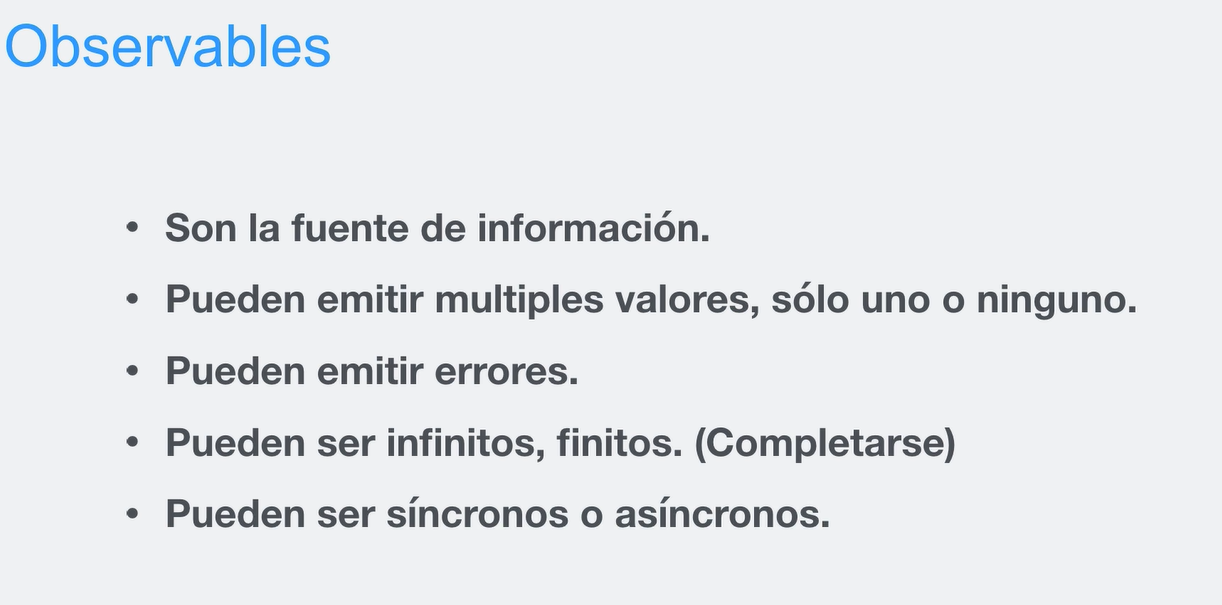 Observables
• Son la fuente de información.
• Pueden emitir multiples valores, sólo uno o ninguno.
• Pueden emitir errores.
• Pueden ser infinitos, finitos. (Completarse)
• Pueden ser síncronos o asíncronos.